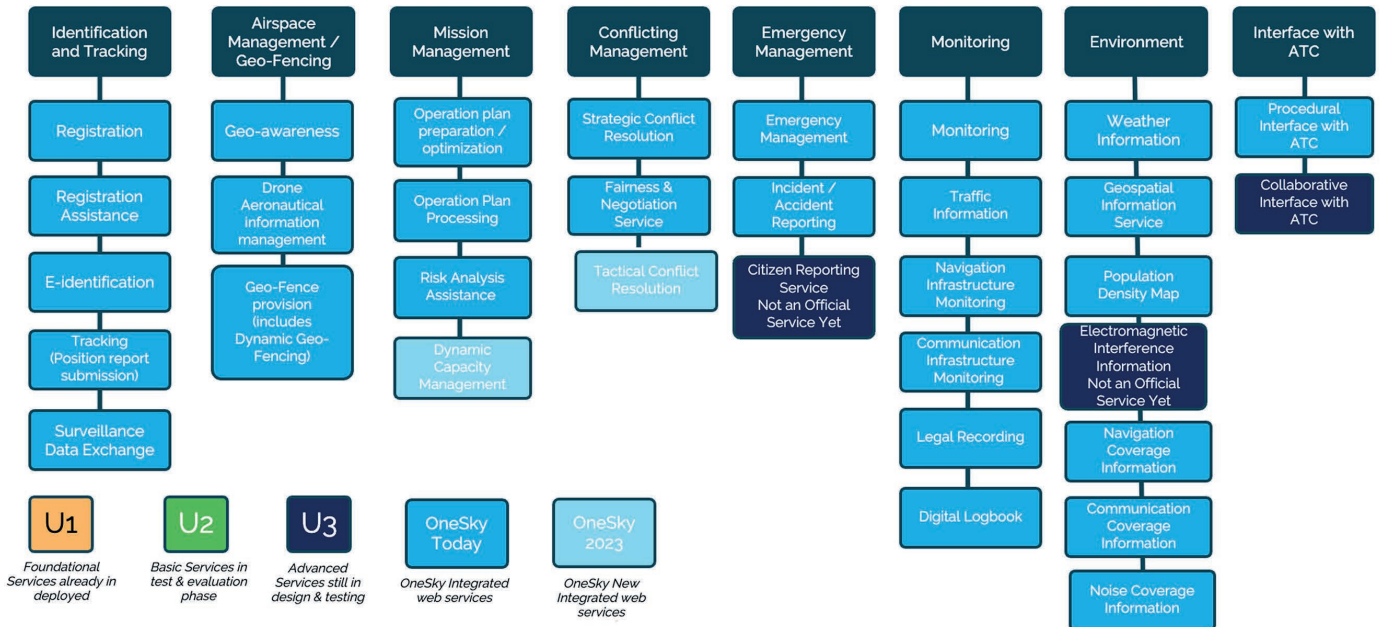 Identification
and Tracking
Registration
Registration
Assistance
E-identification
Tracking
(Position report
submission)
Surveillance
Data Exchange
Airspace
Management /
Geo-Fencing
Geo-awareness
Drone
Aeronautical
Information
management
Geo-Fence
provision
(includes
Dynamic Geo-
Fencing)
Mission
Management
Operation plan
preparation /
optimization
Operation Plan
Processing
Risk Analysis
Assistance
Dynamic
Capacity
Management
Conflicting
Management
Strategic Conflict
Resolution
Fairness &
Negotiation
Service
Tactical Conflict
Resolution
Emergency
Management
Emergency
Management
Incident /
Accident
Reporting
Citizen Reporting
Service
Not an Official
Service Yet
Monitoring
Monitoring
Traffic
Information
Navigation
Infrastructure
Monitoring
Communication
Infrastructure
Monitoring
Legal Recording
Digital Logbook
Environment
Weather
Information
Geospatial
Information
Service
Population
Density Map
Electromagnetic
Interference
Information
Not an Official
Service Yet
Navigation
Coverage
Information
Communication
Coverage
Information
Noise Coverage
Information
Interface with
ATC
Procedural
Interface with
ATC
Collaborative
Interface with
ATC
U1
Foundational
Services already in
deployed
U2
Basic Services in
test & evaluation
phase
U3
Advanced
Services still in
design & testing
OneSky
Today
OneSky Integrated
web services
OneSky
2023
OneSky New
Integrated web
services